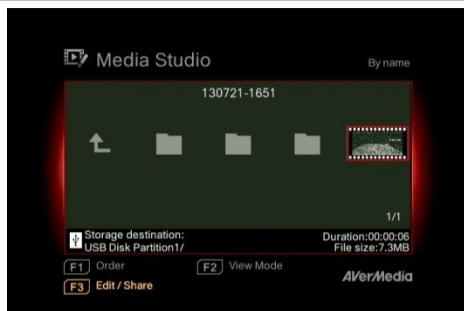 Media Studio
By name
130721-1651
1/1
Storage destination:
USB Disk Partition1/
Duration:00:00:06
File size:7.3MB
F1 Order
F2 View Mode
F3 Edit / Share
AVerMedia